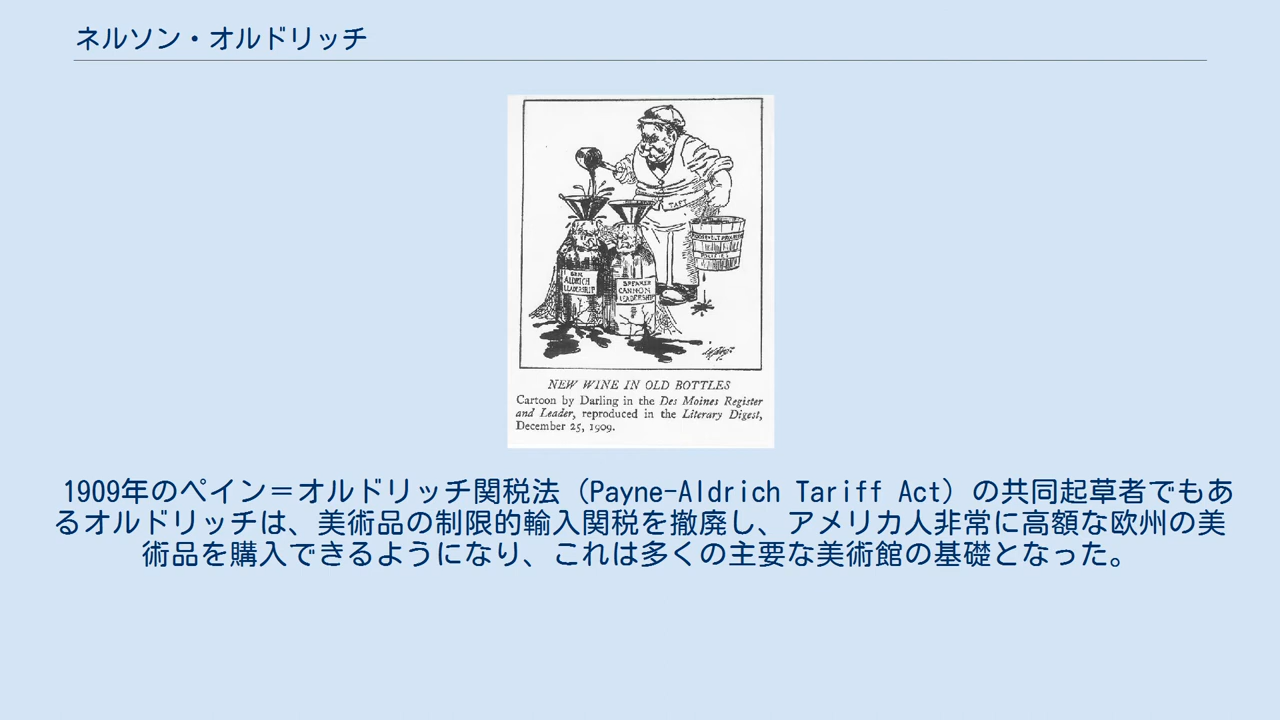 ネルソン・オルドリッチ
TAFT
SEN.
ALDRICH
LEADERSHIP
SPEAKER
CANNON
LEADERSHIP
NEW WINE IN OLD BOTTLES
Cartoon by Darling in the Des Moines Register
and Leader, reproduced in the Literary Digest,
December 25, 1909.
1909年のペイン＝オルドリッチ関税法（Payne-Aldrich Tariff Act）の共同起草者でもあ
るオルドリッチは、美術品の制限的輸入関税を撤廃し、アメリカ人非常に高額な欧州の美
術品を購入できるようになり、これは多くの主要な美術館の基礎となった。